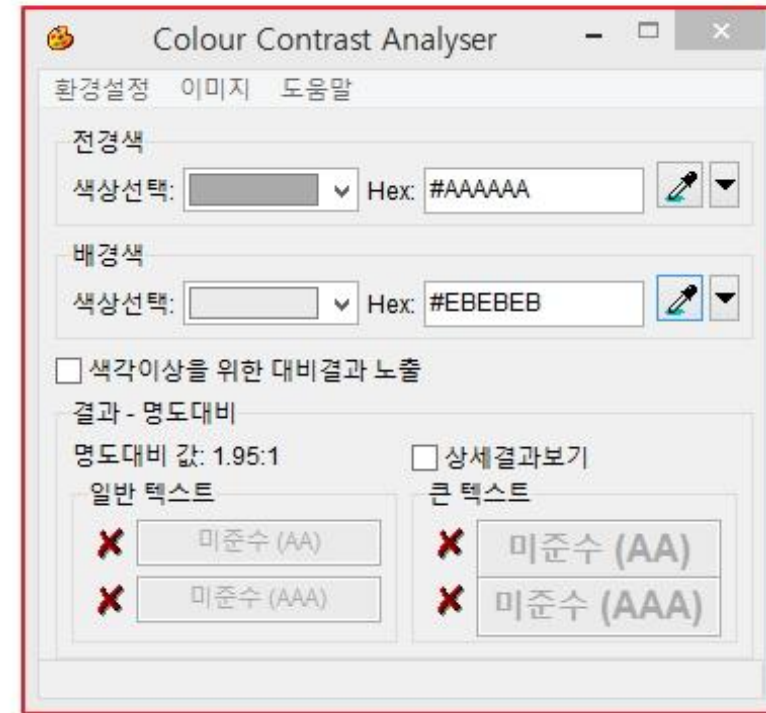 Colour Contrast Analyser
환경설정 이미지 도움말
전경색
색상선택: Hex: #AAAAAA
배경색
색상선택: Hex: #EBEBEB
색각이상을 위한 대비결과 노출
결과 - 명도대비
명도대비 값: 1.95:1 상세결과보기
일반 텍스트 큰 텍스트
미준수 (AA) 미준수 (AA)
미준수 (AAA) 미준수 (AAA)